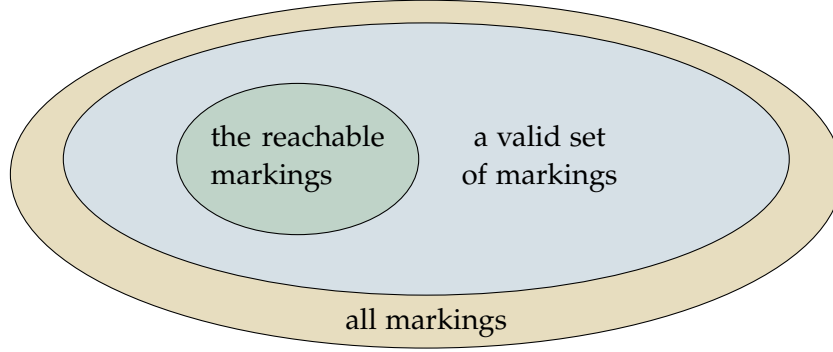 the reachable
markings
a valid set
of markings
all markings